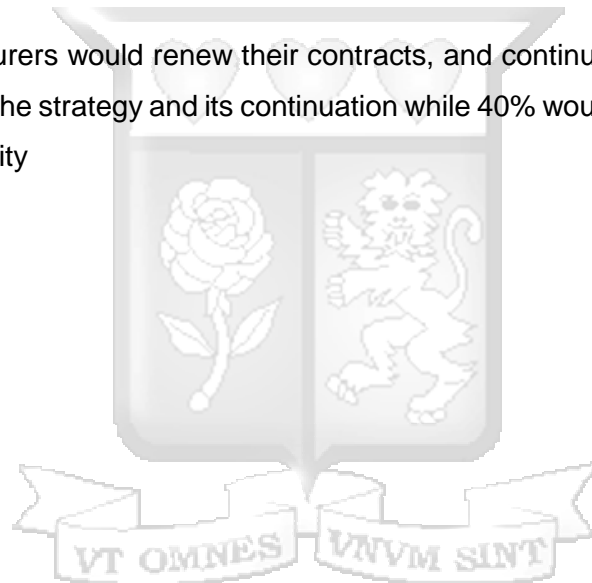 urers would renew their contracts, and continu
he strategy and its continuation while 40% wou
ity
VT OMNES VNVM SINT